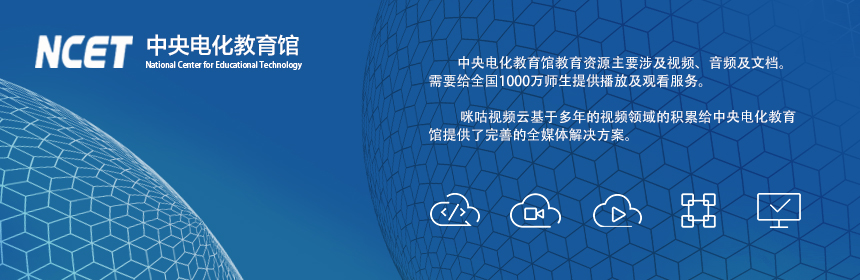 NCET 中央电化教育馆
National Center for Educational Technology
中央电化教育馆教育资源主要涉及视频、音频及文档。
需要给全国1000万师生提供播放及观看服务。
咪咕视频云基于多年的视频领域的积累给中央电化教育
馆提供了完善的全媒体解决方案。